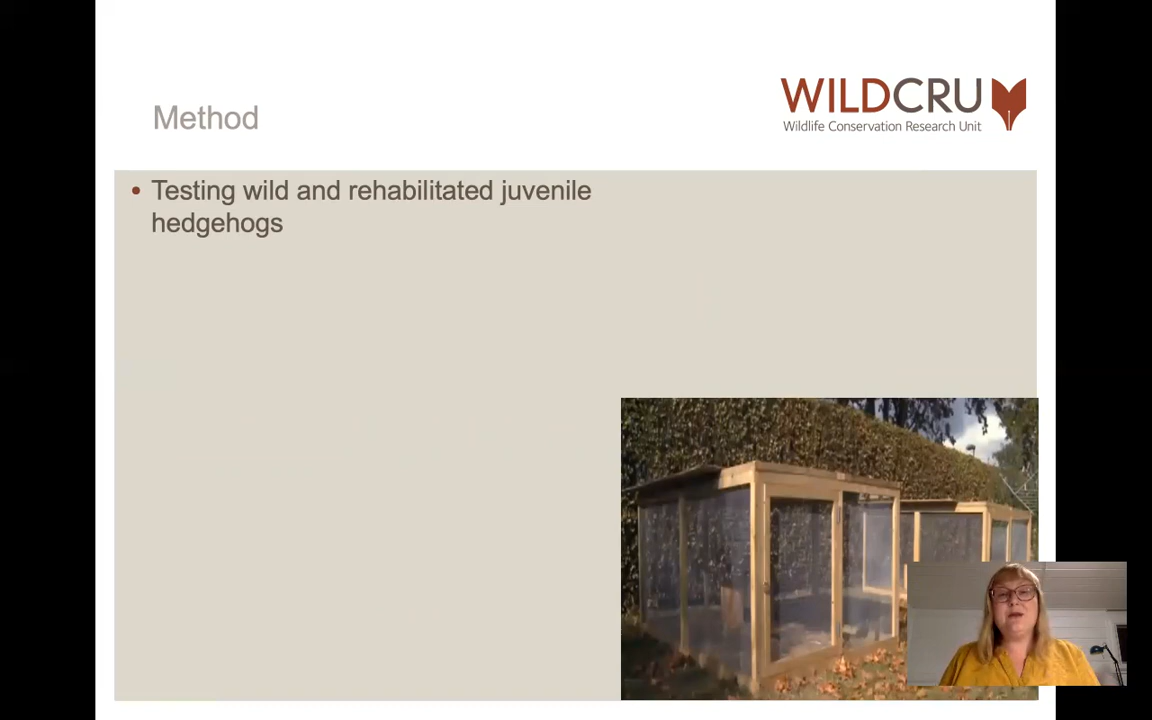 WILDCRU
Wildlife Conservation Research Unit
Method
• Testing wild and rehabilitated juvenile
hedgehogs